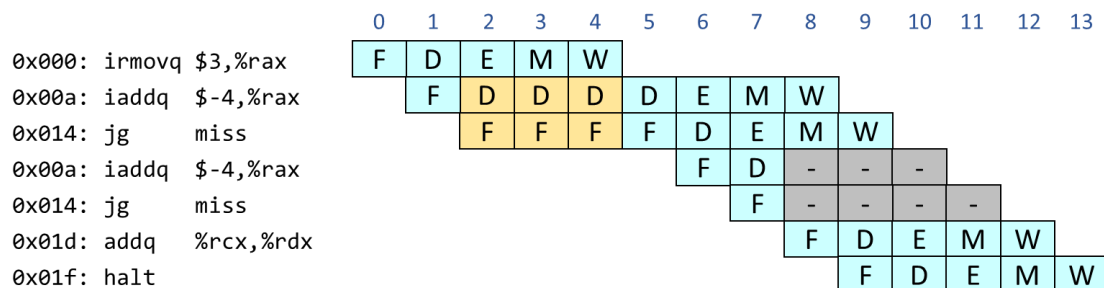 0 1 2 3 4 5 6 7 8 9 10 11 12 13
0x000: irmovq $3,%rax F D E M W
0x00a: iaddq $-4,%rax F D D D D E M W
0x014: jg miss F F F F D E M W
0x00a: iaddq $-4,%rax F D - - -
0x014: jg miss F - - - -
0x01d: addq %rcx,%rdx F D E M W
0x01f: halt F D E M W